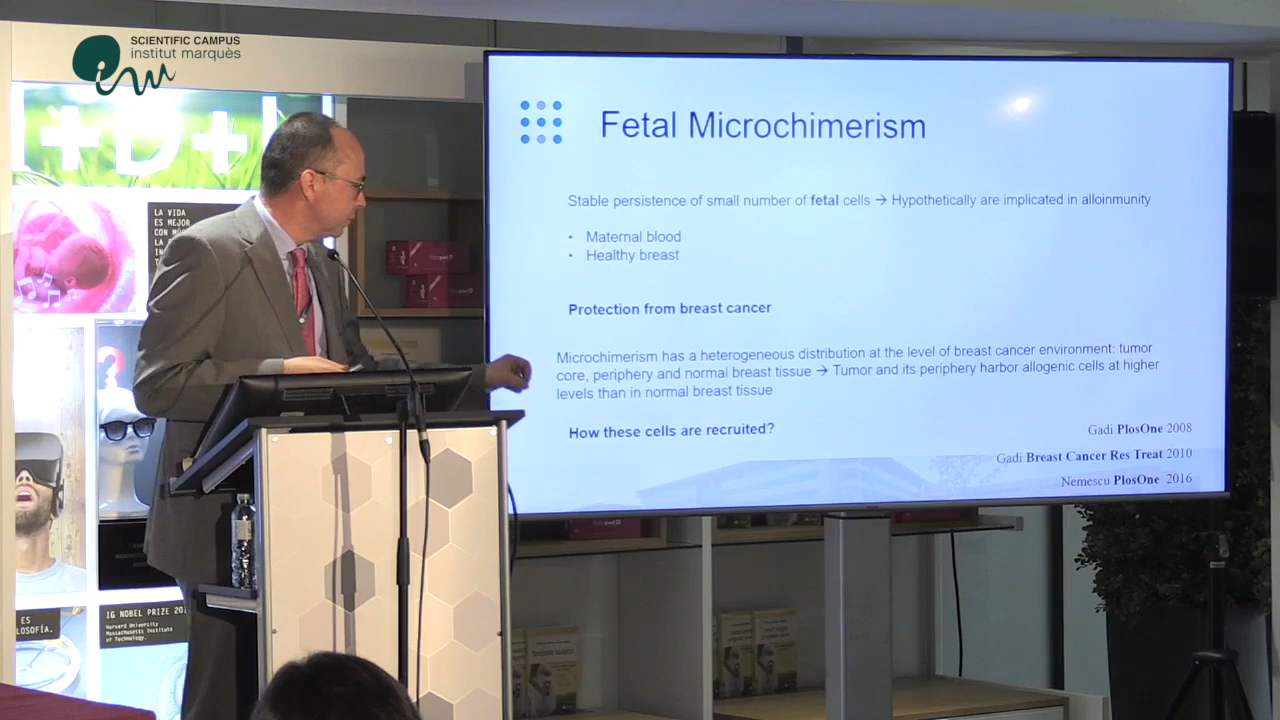 SCIENTIFIC CAMPUS
institut marquès
I+D+I
LA VIDA
ES MEJOR
Fetal Microchimerism
Stable persistence of small number of fetal cells → Hypothetically are implicated in alloinmunity
• Maternal blood
• Healthy breast
Protection from breast cancer
Microchimerism has a heterogeneous distribution at the level of breast cancer environment: tumor
core, periphery and normal breast tissue → Tumor and its periphery harbor allogenic cells at higher
levels than in normal breast tissue
How these cells are recruited?
Gadi PlosOne 2008
Gadi Breast Cancer Res Treat 2010
Nemescu PlosOne 2016
ES
LOSOFÍA.
IG NOBEL PRIZE
Harvard University
Massachusetts Institute
of Technology.